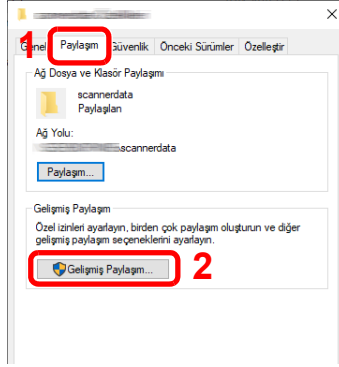 1
Genel Paylaşım Güvenlik Önceki Sürümler Özelleştir
Ağ Dosya ve Klasör Paylaşımı
scannerdata
Paylaşılan
Ağ Yolu:
scannerdata
Paylaşım...
Gelişmiş Paylaşım
Özel izinleri ayarlayın, birden çok paylaşım oluşturun ve diğer
gelişmiş paylaşım seçeneklerini ayarlayın.
Gelişmiş Paylaşım...
2